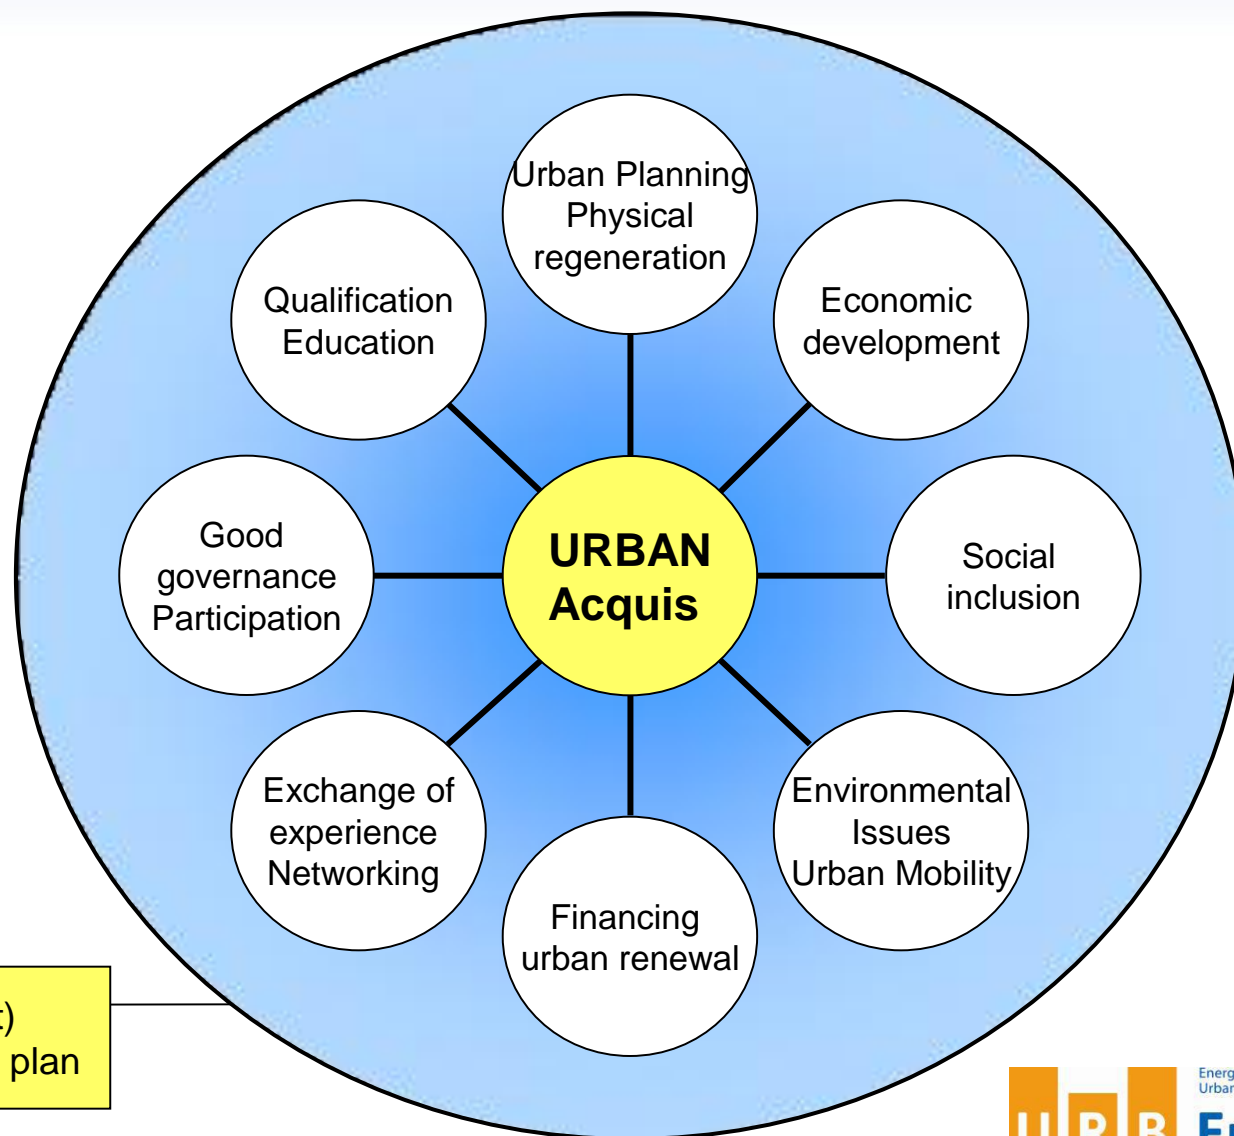 Urban Planning
Physical
regeneration
Economic
development
Social
inclusion
Environmental
Issues
Urban Mobility
Financing
urban renewal
Exchange of
experience
Networking
Good
governance
Participation
Qualification
Education
URBAN
Acquis
plan